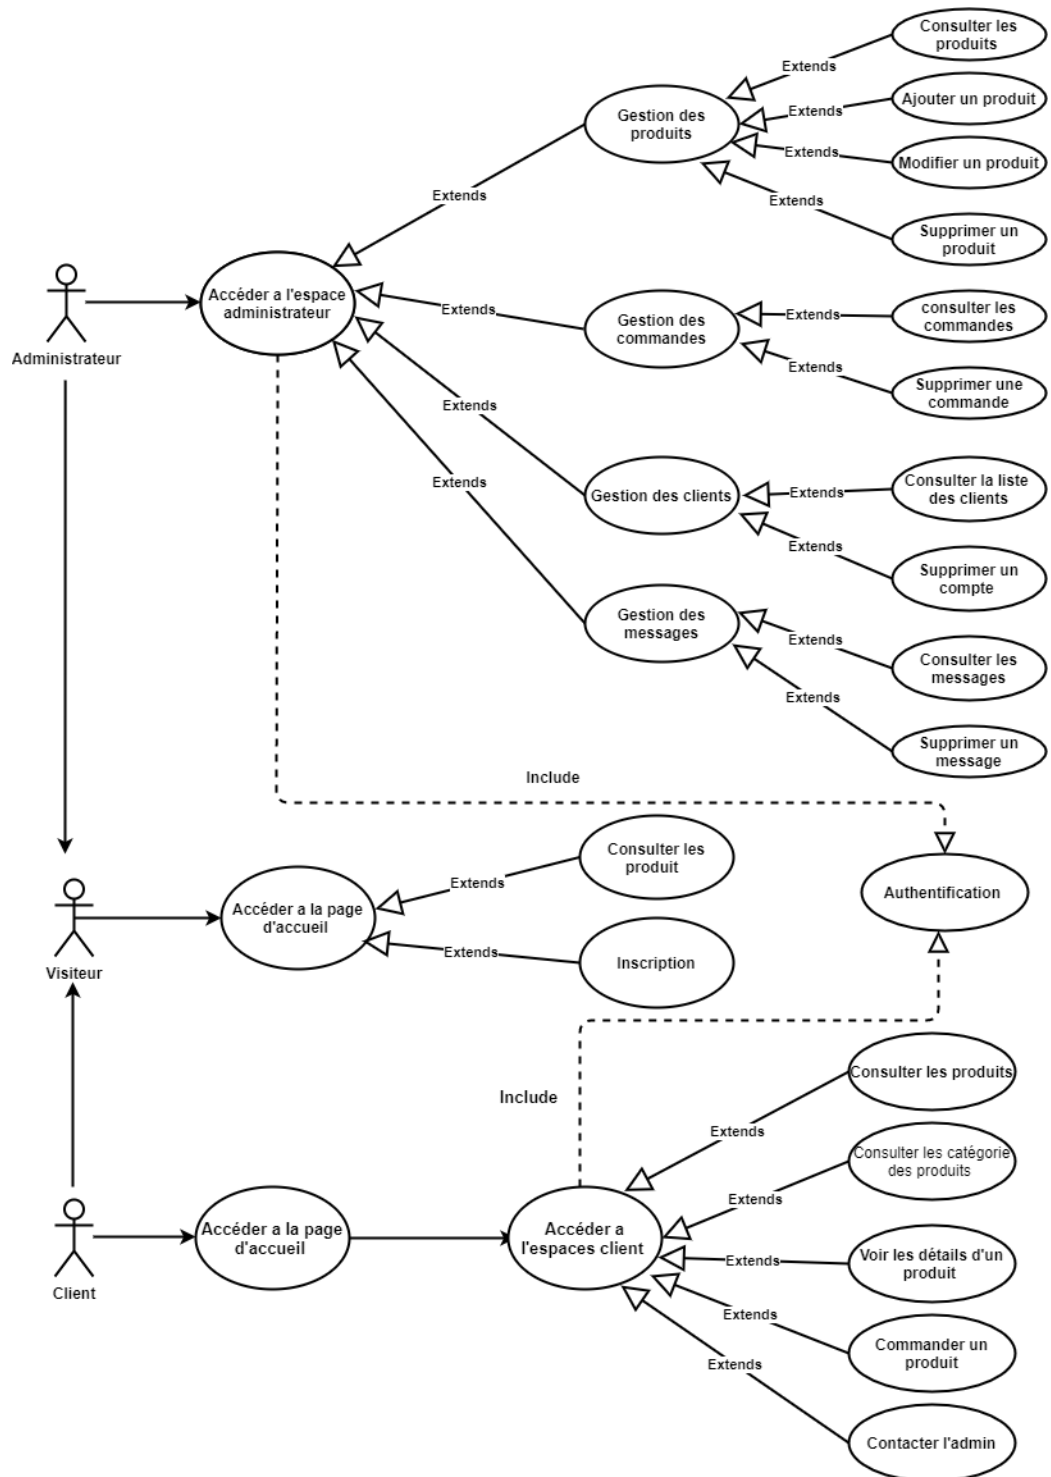 Consulter les
produits
Extends
Ajouter un produit
Extends
Gestion des
produits
Extends
Modifier un produit
Extends
Supprimer un
produit
Extends
Accéder a l'espace
administrateur
Administrateur
Extends
Gestion des
commandes
Extends
consulter les
commandes
Extends
Supprimer une
commande
Extends
Gestion des clients
Extends
Consulter la liste
des clients
Extends
Supprimer un
compte
Extends
Gestion des
messages
Extends
Consulter les
messages
Extends
Supprimer un
message
Include
Authentification
Visiteur
Accéder a la page
d'accueil
Extends
Consulter les
produit
Extends
Inscription
Include
Client
Accéder a la page
d'accueil
Accéder a
l'espaces client
Extends
Consulter les produits
Extends
Consulter les catégorie
des produits
Extends
Voir les détails d'un
produit
Extends
Commander un
produit
Extends
Contacter l'admin